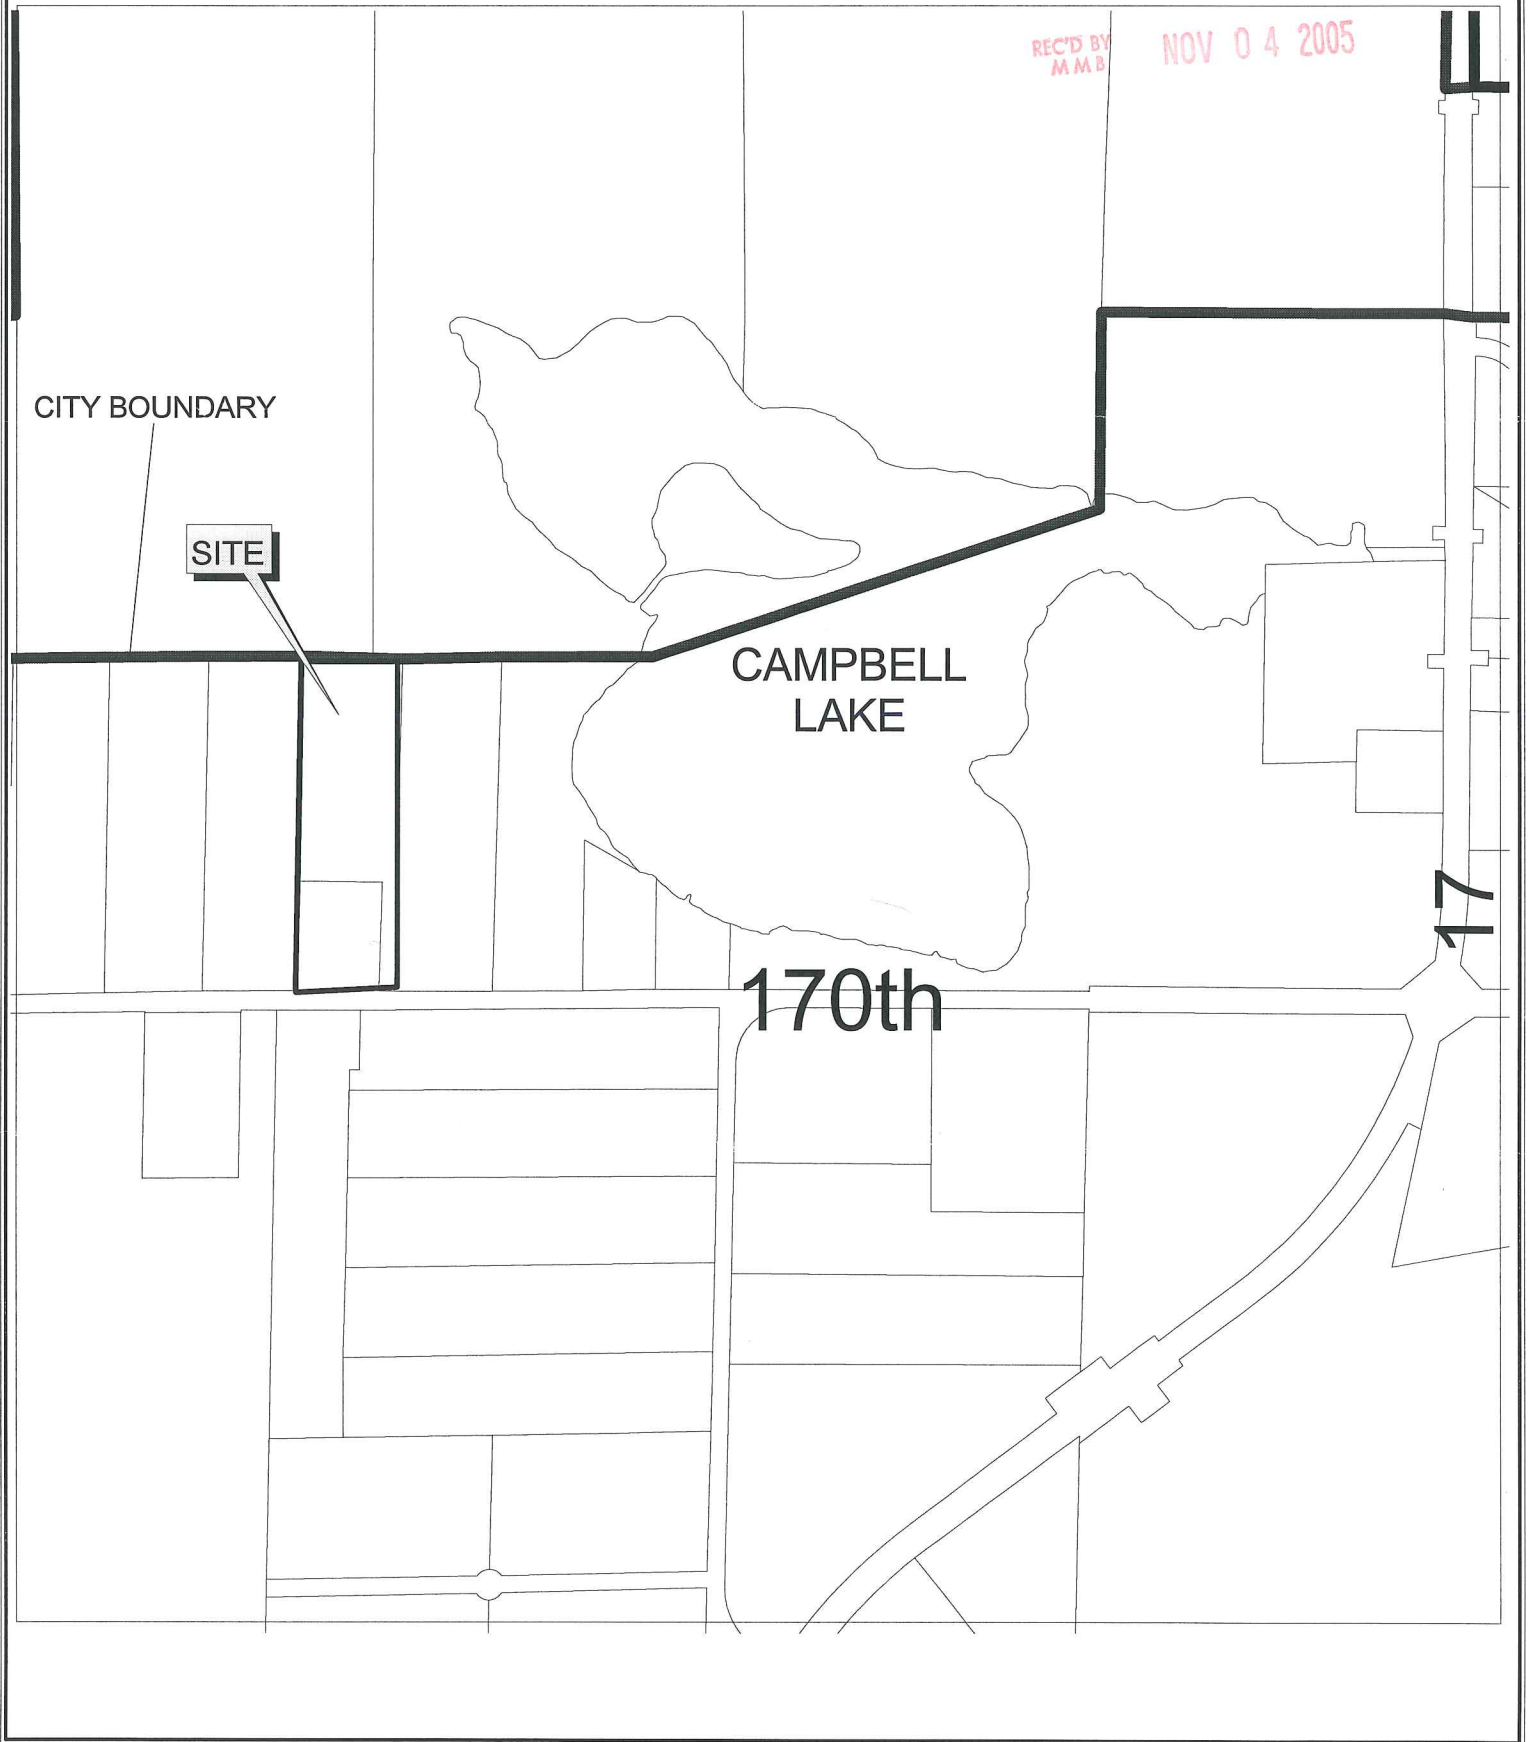 REC'D BY
MMB
NOV 04 2005
CITY BOUNDARY
SITE
CAMPBELL
LAKE
17
170th